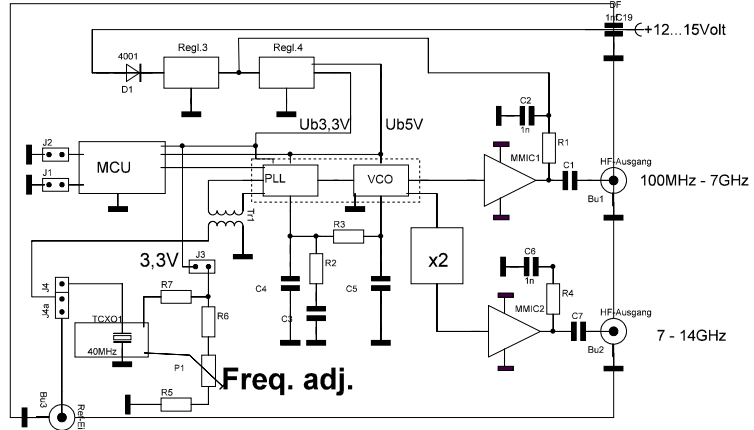 DF
1nC19
+12...15Volt
4001
D1
Regl.3
Regl.4
C2
1n
R1
Ub3,3V
Ub5V
J2
J1
MCU
PLL
VCO
MMIC1
C1
HF-Ausgang
Bu1
100MHz - 7GHz
Tr1
R3
3,3V
J3
R2
C4
C3
C5
x2
C6
1n
R4
MMIC2
C7
HF-Ausgang
Bu2
7 - 14GHz
J4
J4a
R7
R6
TCXO1
40MHz
P1
Freq. adj.
R5
Bu3
Ref-Ei